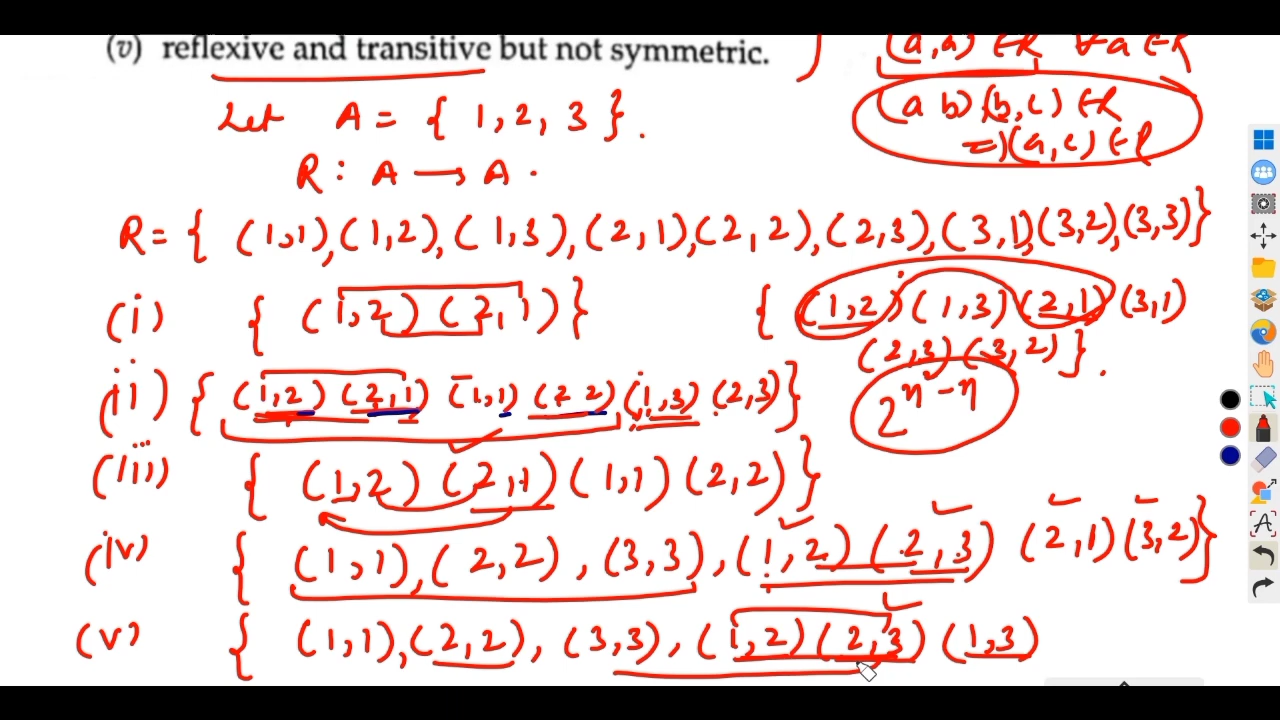 (v) reflexive and transitive but not symmetric.
(a,a) ∈ R ∀ a ∈ R
(a b) (b,c) ∈ R
=> (a,c) ∈ R
Let A = { 1, 2, 3 }.
R : A → A .
R = { (1,1), (1,2), (1,3), (2,1), (2,2), (2,3), (3,1), (3,2), (3,3)}
(i) { (1,2) (2,1) } { (1,2) (1,3) (2,1) (3,1)
(2,3) (3,2) } .
(ii) { (1,2) (2,1) (1,1) (2 2) (1,3) (2,3)} 2ⁿ – n
(iii) { (1,2) (2,1) (1,1) (2,2) }
(iv) { (1,1), (2,2), (3,3), (1,2) (2,3) (2,1) (3,2) }
(v) { (1,1), (2,2), (3,3), (1,2) (2,3) (1,3)